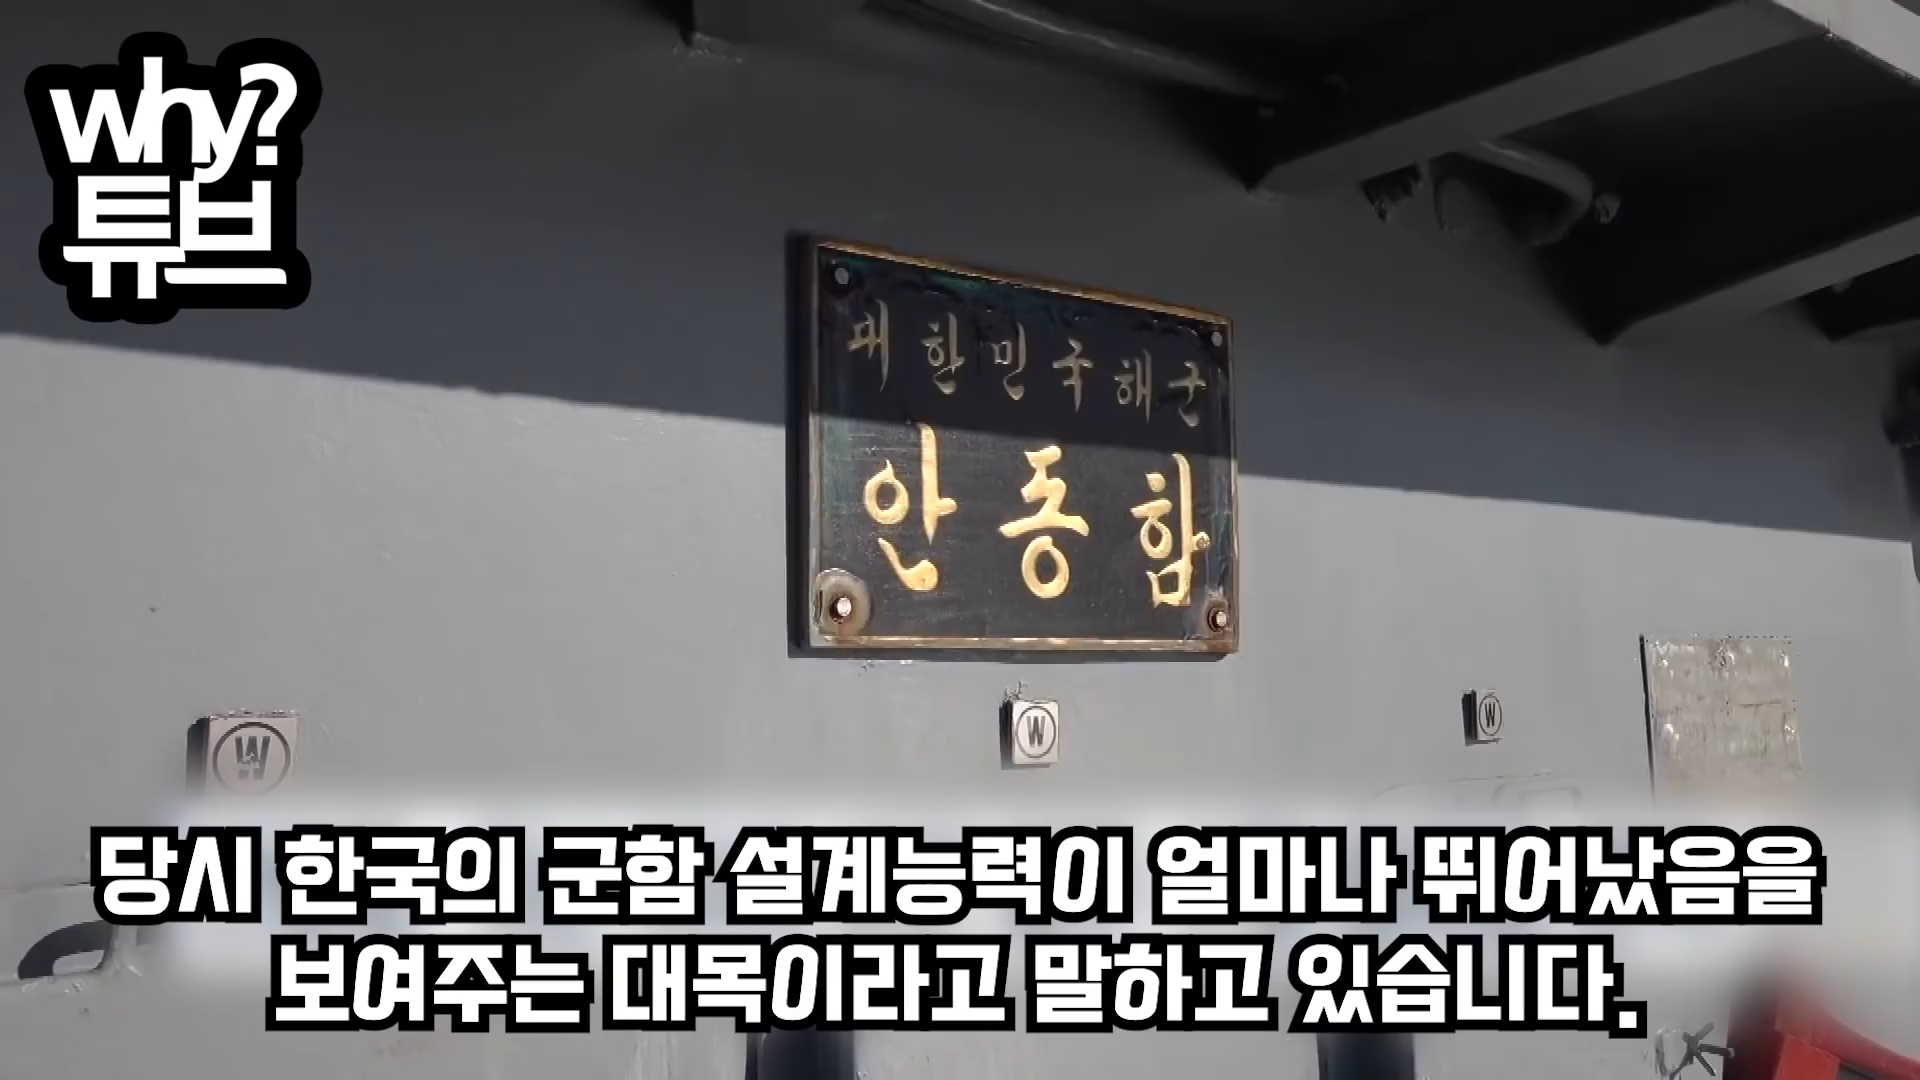 why?
튜브
대한민국해군
안동함
W
W
W
당시 한국의 군함 설계능력이 얼마나 뛰어났음을
보여주는 대목이라고 말하고 있습니다.